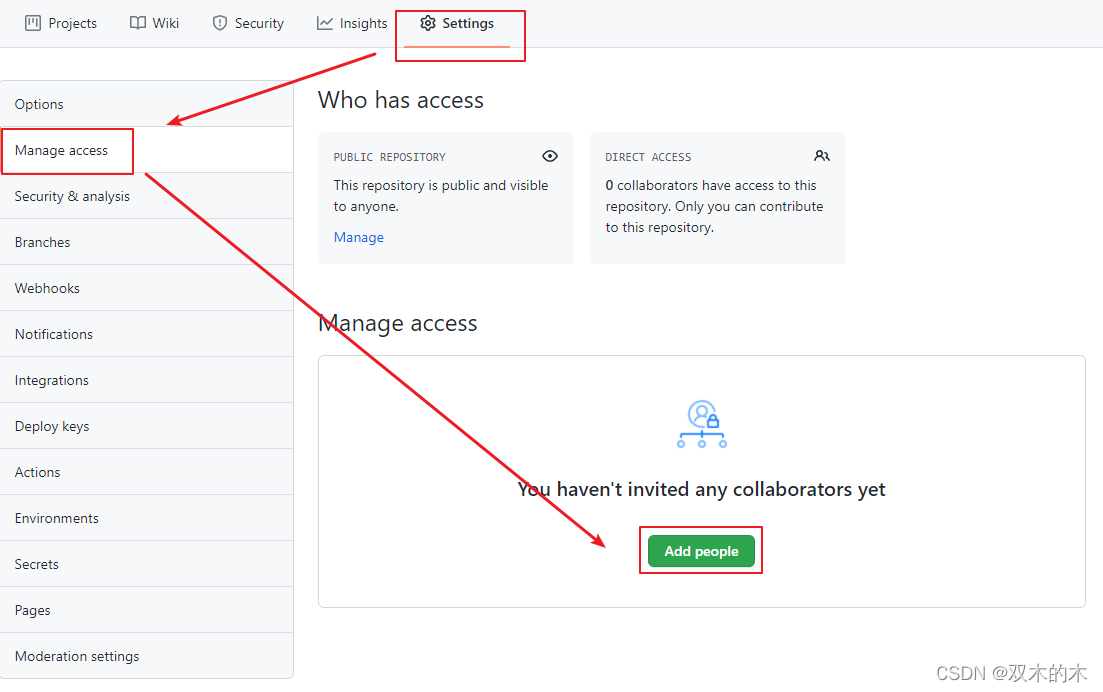 Projects
Wiki
Security
Insights
Settings
Options
Manage access
Security & analysis
Branches
Webhooks
Notifications
Integrations
Deploy keys
Actions
Environments
Secrets
Pages
Moderation settings
Who has access
PUBLIC REPOSITORY
This repository is public and visible
to anyone.
Manage
DIRECT ACCESS
0 collaborators have access to this
repository. Only you can contribute
to this repository.
Manage access
You haven't invited any collaborators yet
Add people
CSDN @双木的木